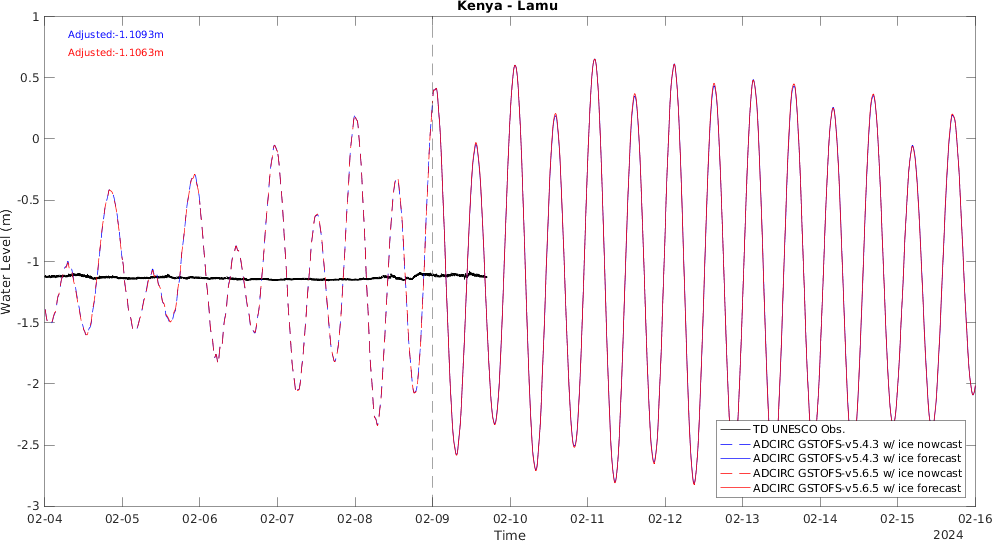 Kenya - Lamu
Adjusted:-1.1093m
Adjusted:-1.1063m
1
0.5
0
-0.5
-1
-1.5
-2
-2.5
-3
Water Level (m)
TD UNESCO Obs.
ADCIRC GSTOFS-v5.4.3 w/ ice nowcast
ADCIRC GSTOFS-v5.4.3 w/ ice forecast
ADCIRC GSTOFS-v5.6.5 w/ ice nowcast
ADCIRC GSTOFS-v5.6.5 w/ ice forecast
02-04 02-05 02-06 02-07 02-08 02-09 02-10 02-11 02-12 02-13 02-14 02-15 02-16
Time
2024